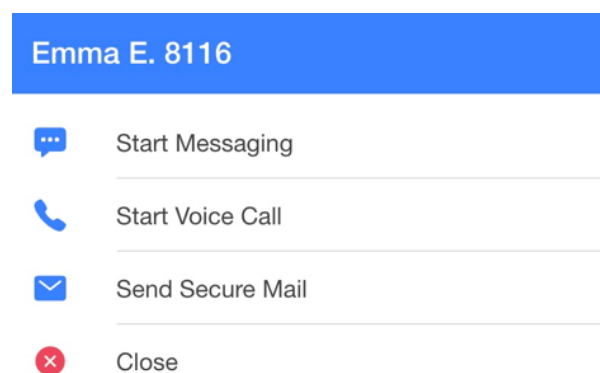 Emma E. 8116
Start Messaging
Start Voice Call
Send Secure Mail
Close